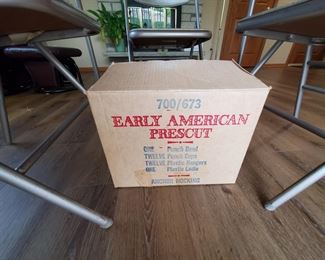 700/673
EARLY AMERICAN
PRESCUT
ONE Punch Bowl
TWELVE Punch Cups
TWELVE Plastic Hangers
ONE Plastic Ladle
ANCHOR HOCKING